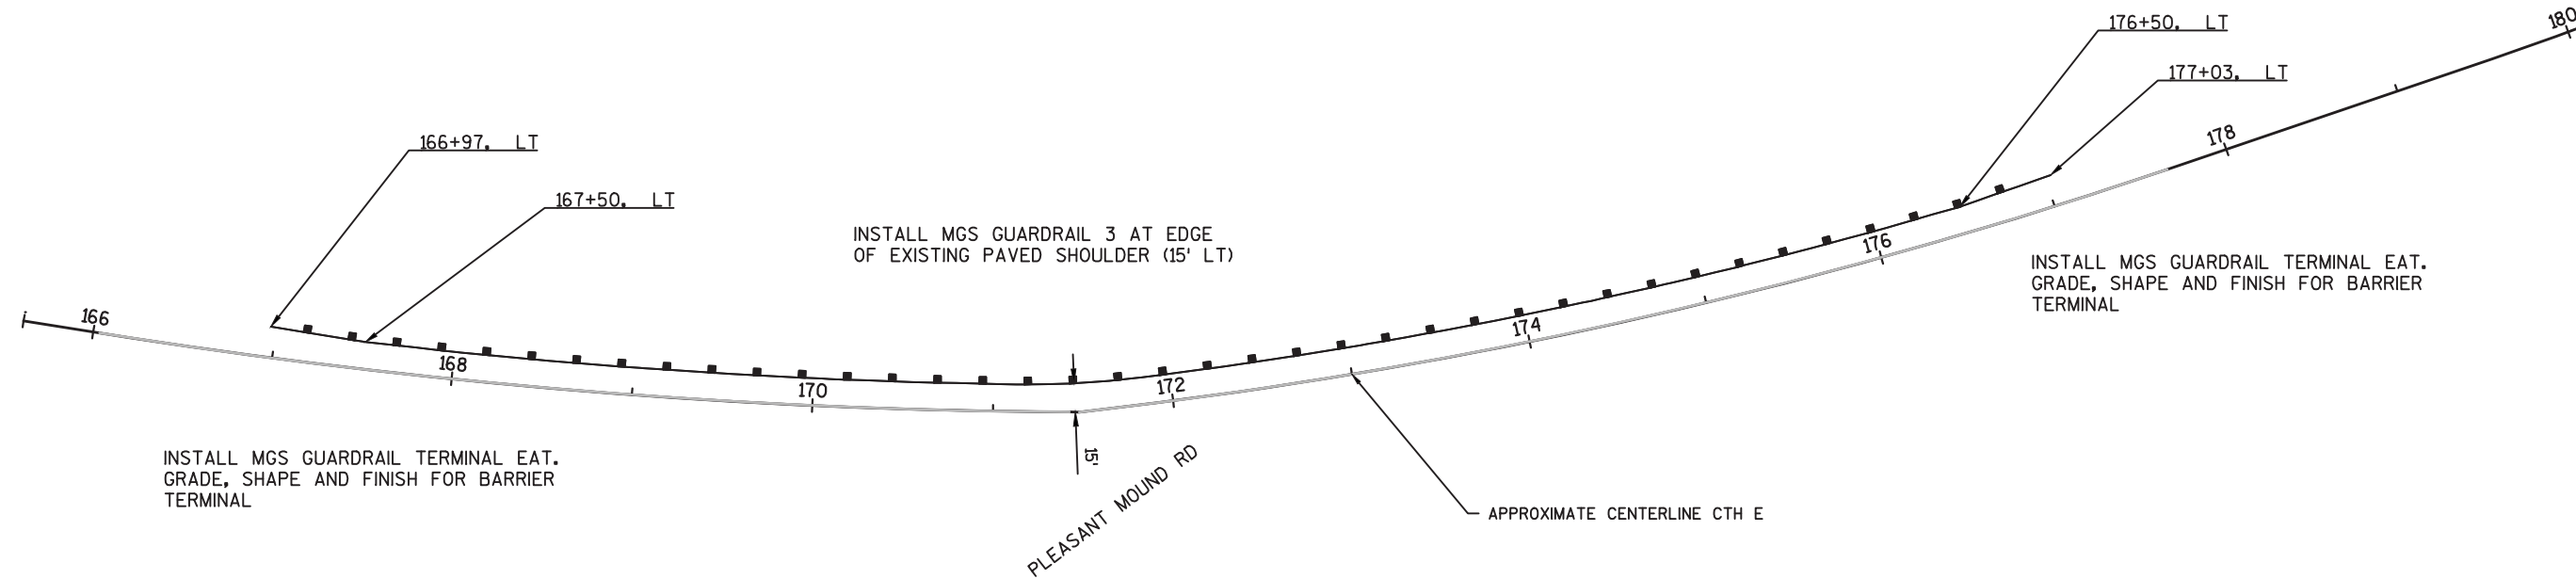 180
176+50. LT
177+03. LT
178
166+97. LT
167+50. LT
INSTALL MGS GUARDRAIL 3 AT EDGE
OF EXISTING PAVED SHOULDER (15' LT)
176
INSTALL MGS GUARDRAIL TERMINAL EAT.
GRADE, SHAPE AND FINISH FOR BARRIER
TERMINAL
166
174
168
170
172
15'
INSTALL MGS GUARDRAIL TERMINAL EAT.
GRADE, SHAPE AND FINISH FOR BARRIER
TERMINAL
PLEASANT MOUND RD
APPROXIMATE CENTERLINE CTH E